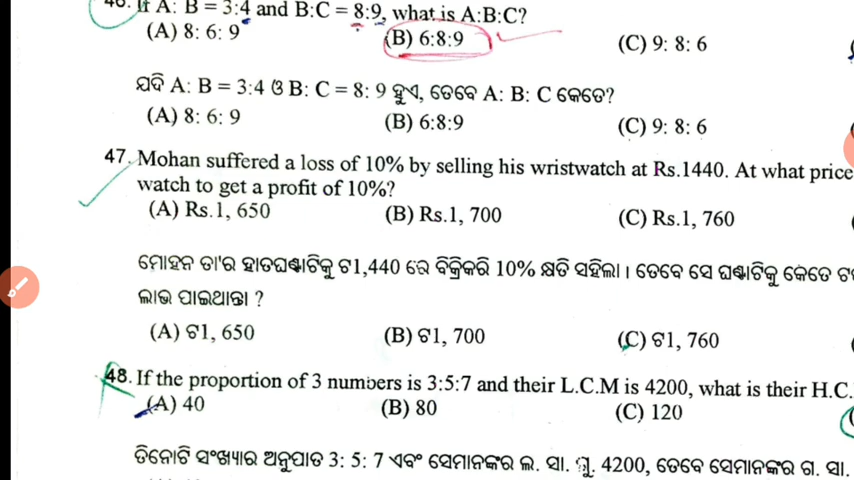 46. If A: B = 3:4 and B:C = 8:9, what is A:B:C?
(A) 8: 6: 9 (B) 6:8:9 (C) 9: 8: 6
ଯଦି A: B = 3:4 ଓ B: C = 8: 9 ହୁଏ, ତେବେ A: B: C କେତେ?
(A) 8: 6: 9 (B) 6:8:9 (C) 9: 8: 6
47. Mohan suffered a loss of 10% by selling his wristwatch at Rs.1440. At what price
watch to get a profit of 10%?
(A) Rs.1, 650 (B) Rs.1, 700 (C) Rs.1, 760
ମୋହନ ତା'ର ହାତଘଣ୍ଟାଟିକୁ ଟ1,440 ରେ ବିକ୍ରିକରି 10% କ୍ଷତି ସହିଲା। ତେବେ ସେ ଘଣ୍ଟାଟିକୁ କେତେ
ଲାଭ ପାଇଥାନ୍ତା ?
(A) ଟ1, 650 (B) ଟ1, 700 (C) ଟ1, 760
48. If the proportion of 3 numbers is 3:5:7 and their L.C.M is 4200, what is their H.C.
(A) 40 (B) 80 (C) 120
ତିନୋଟି ସଂଖ୍ୟାର ଅନୁପାତ 3: 5: 7 ଏବଂ ସେମାନଙ୍କର ଲ. ସା. ଗୁ. 4200, ତେବେ ସେମାନଙ୍କର ଗ. ସା.